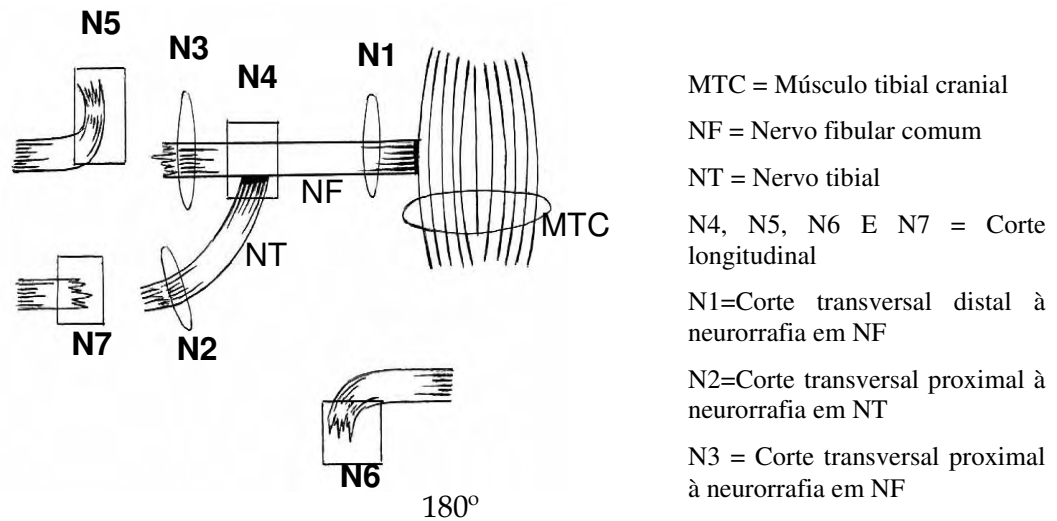 N5
N3
N4
N1
NF
NT
MTC
N7
N2
N6
180º
MTC = Músculo tibial cranial
NF = Nervo fibular comum
NT = Nervo tibial
N4, N5, N6 E N7 = Corte
longitudinal
N1=Corte transversal distal à
neurorrafia em NF
N2=Corte transversal proximal à
neurorrafia em NT
N3 = Corte transversal proximal
à neurorrafia em NF